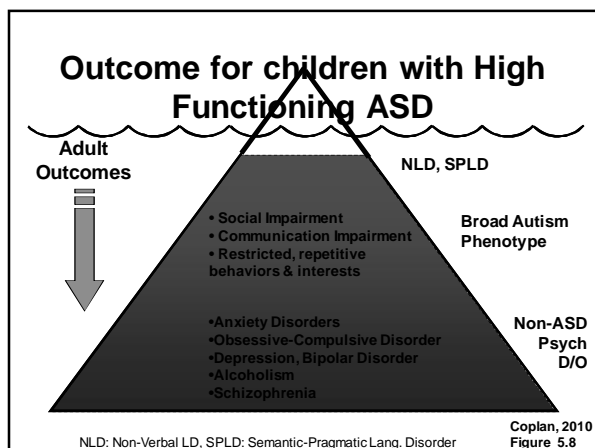 Outcome for children with High
Functioning ASD
Adult
Outcomes
NLD, SPLD
• Social Impairment
• Communication Impairment
• Restricted, repetitive
behaviors & interests
Broad Autism
Phenotype
•Anxiety Disorders
•Obsessive-Compulsive Disorder
•Depression, Bipolar Disorder
•Alcoholism
•Schizophrenia
Non-ASD
Psych
D/O
NLD: Non-Verbal LD, SPLD: Semantic-Pragmatic Lang. Disorder
Coplan, 2010
Figure 5.8